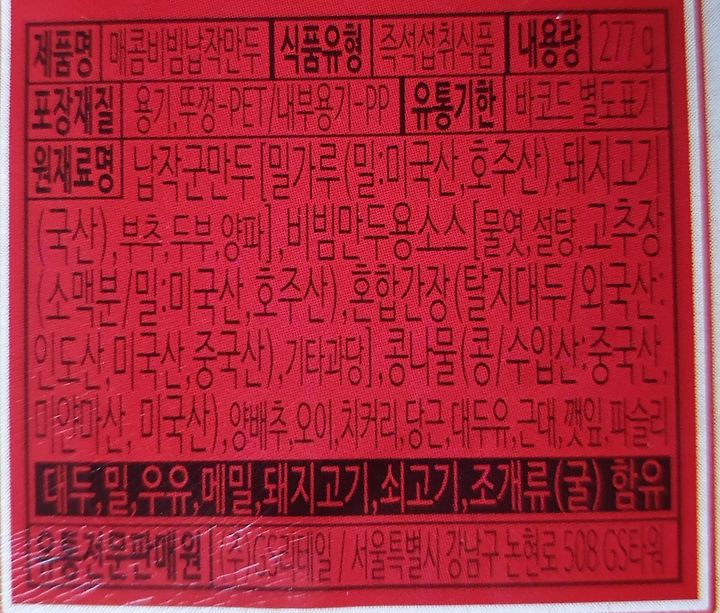 제품명 매콤비빔납작만두 식품유형 즉석섭취식품 내용량 277 g
포장재질 용기,뚜껑-PET/내부용기-PP 유통기한 바코드 별도표기
원재료명 납작군만두[밀가루(밀:미국산,호주산),돼지고기
(국산),부추,두부,양파],비빔만두용소스[물엿,설탕,고추장
(소맥분/밀:미국산,호주산),혼합간장(탈지대두/외국산:
인도산,미국산,중국산),기타과당],콩나물(콩/수입산:중국산,
미얀마산, 미국산),양배추,오이,치커리,당근,대두유,근대,깻잎,파슬리
대두,밀,우유,메밀,돼지고기,쇠고기,조개류(굴) 함유
유통전문판매원 (주)GS리테일 / 서울특별시 강남구 논현로 508 GS타워